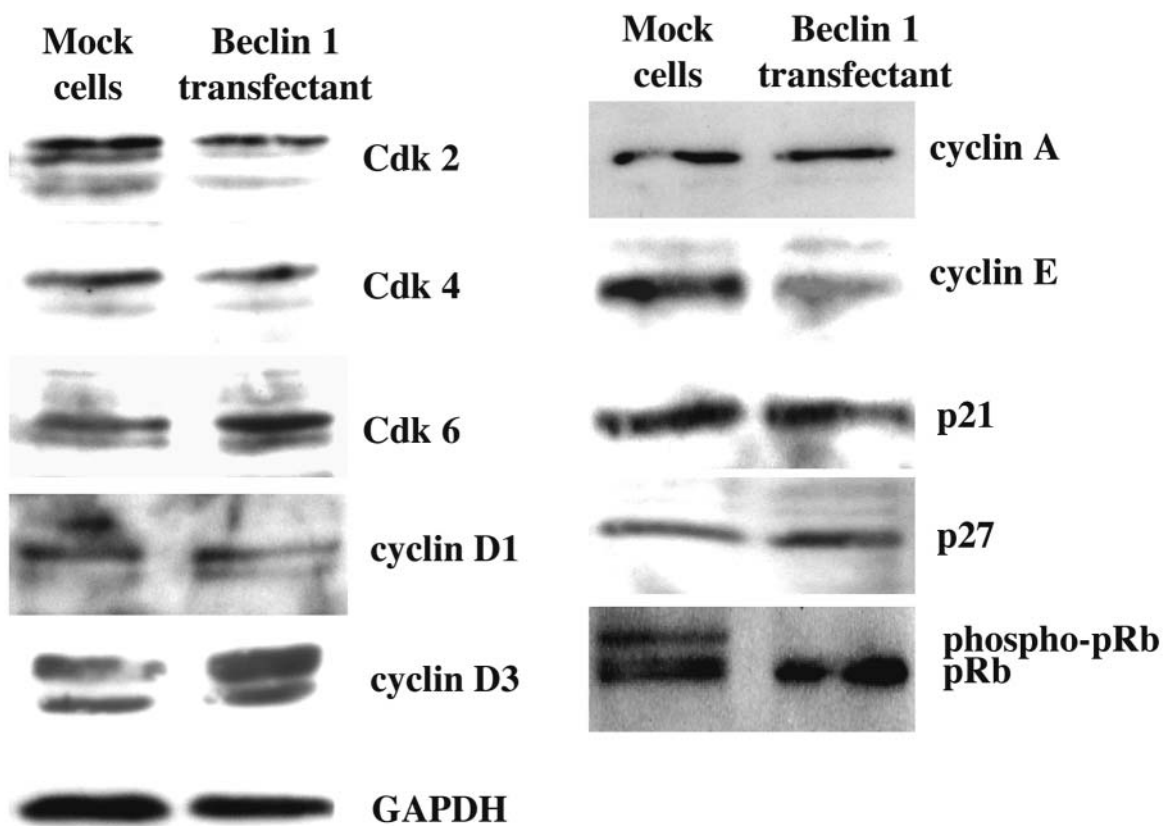 Mock cells
Beclin 1 transfectant
Cdk 2
Cdk 4
Cdk 6
cyclin D1
cyclin D3
GAPDH
Mock cells
Beclin 1 transfectant
cyclin A
cyclin E
p21
p27
phospho-pRb
pRb